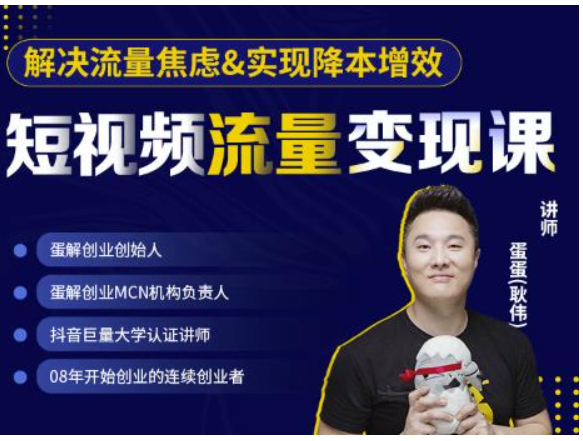 解决流量焦虑&实现降本增效
短视频流量变现课
蛋解创业创始人
蛋解创业MCN机构负责人
抖音巨量大学认证讲师
08年开始创业的连续创业者
讲师
蛋蛋(耿伟)